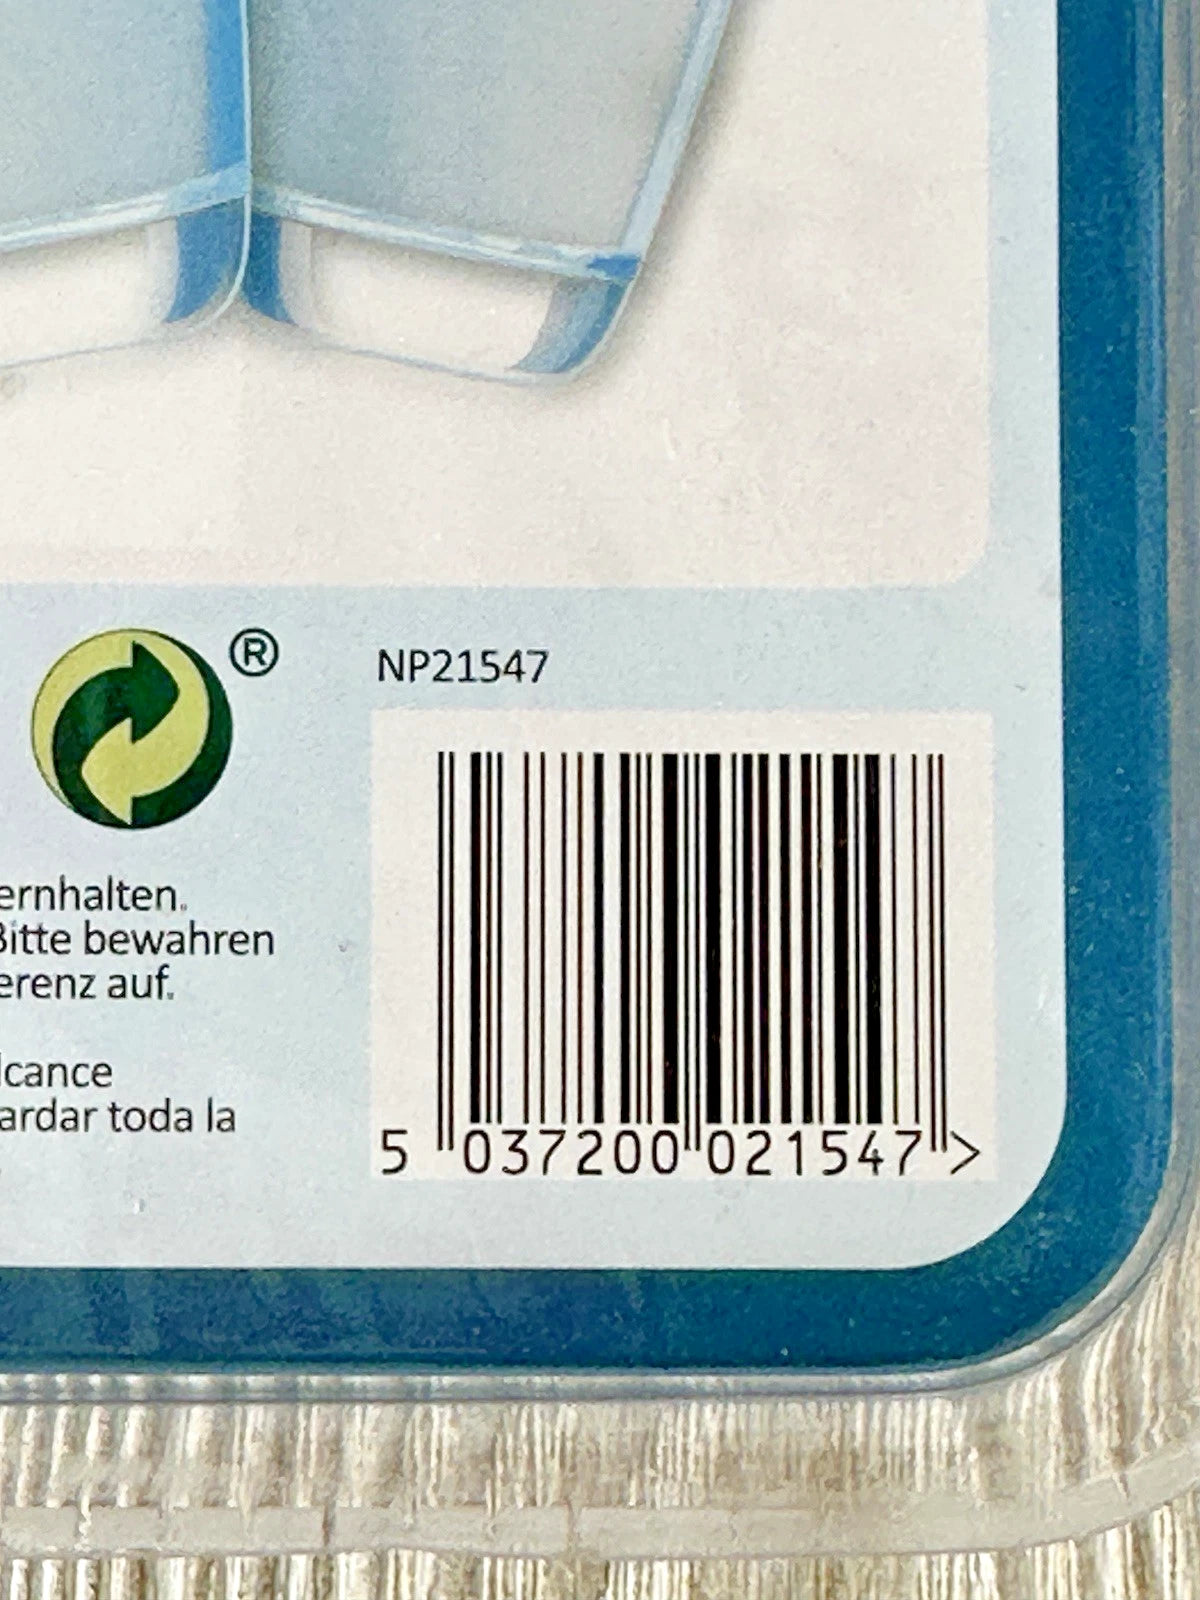 ®
NP21547
ernhalten.
Bitte bewahren
erenz auf.
lcance
ardar toda la
5 037200 021547 >